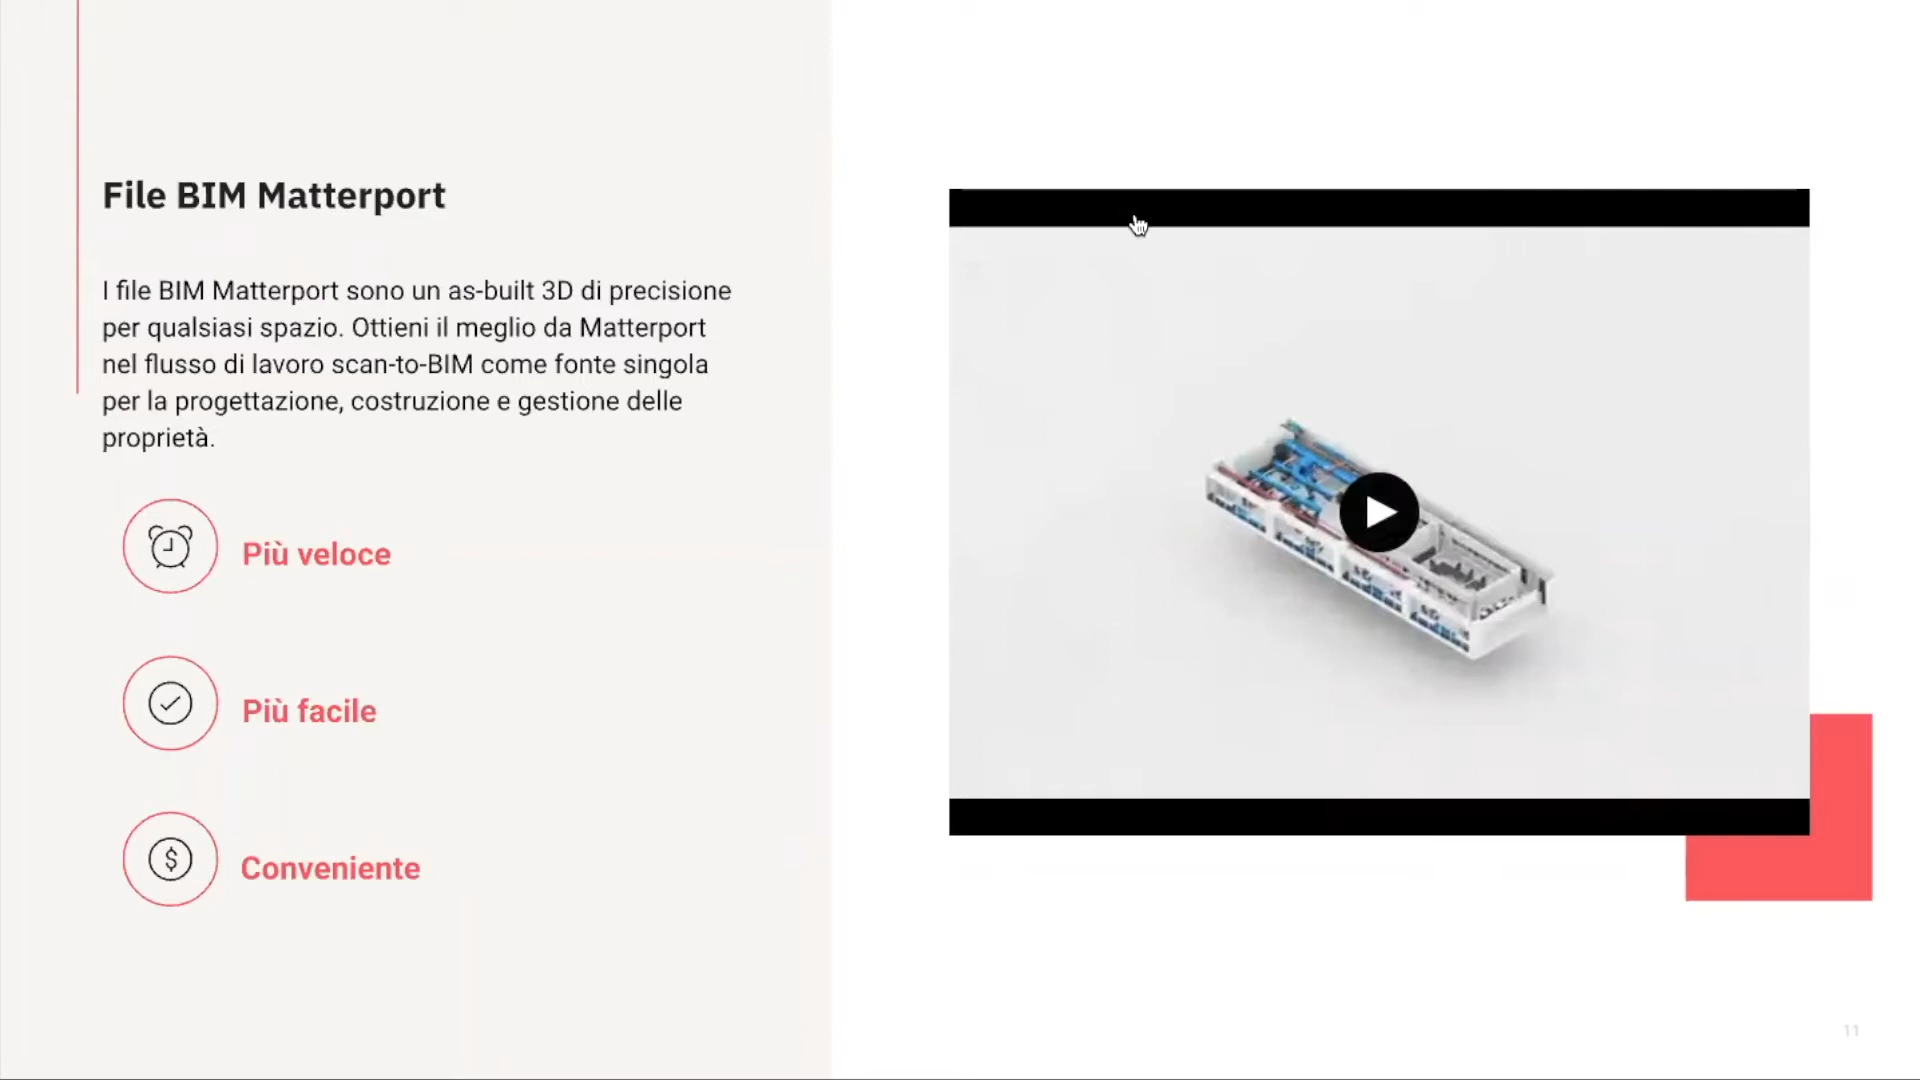 File BIM Matterport
I file BIM Matterport sono un as-built 3D di precisione
per qualsiasi spazio. Ottieni il meglio da Matterport
nel flusso di lavoro scan-to-BIM come fonte singola
per la progettazione, costruzione e gestione delle
proprietà.
Più veloce
Più facile
Conveniente
11